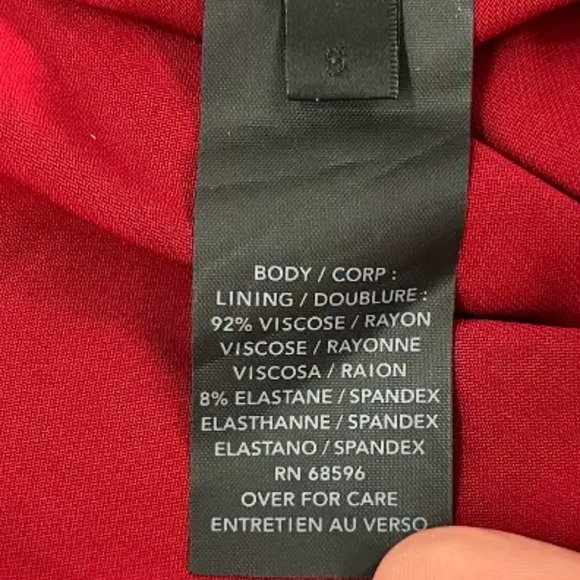 8
BODY / CORP :
LINING / DOUBLURE :
92% VISCOSE / RAYON
VISCOSE / RAYONNE
VISCOSA / RAION
8% ELASTANE / SPANDEX
ELASTHANNE / SPANDEX
ELASTANO / SPANDEX
RN 68596
OVER FOR CARE
ENTRETIEN AU VERSO